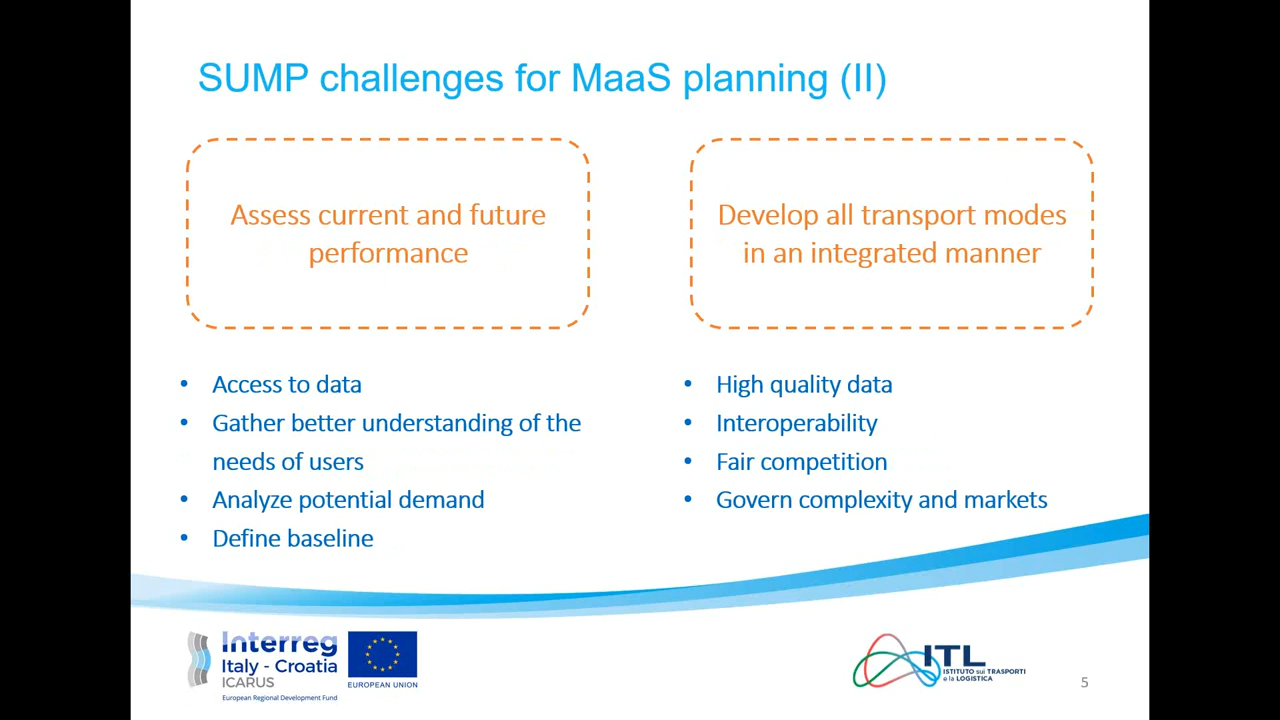 SUMP challenges for MaaS planning (II)
Assess current and future
performance
Develop all transport modes
in an integrated manner
• Access to data
• Gather better understanding of the
needs of users
• Analyze potential demand
• Define baseline
• High quality data
• Interoperability
• Fair competition
• Govern complexity and markets
Interreg
Italy - Croatia
ICARUS
European Regional Development Fund
EUROPEAN UNION
ITL
ISTITUTO sui TRASPORTI
e la LOGISTICA
5